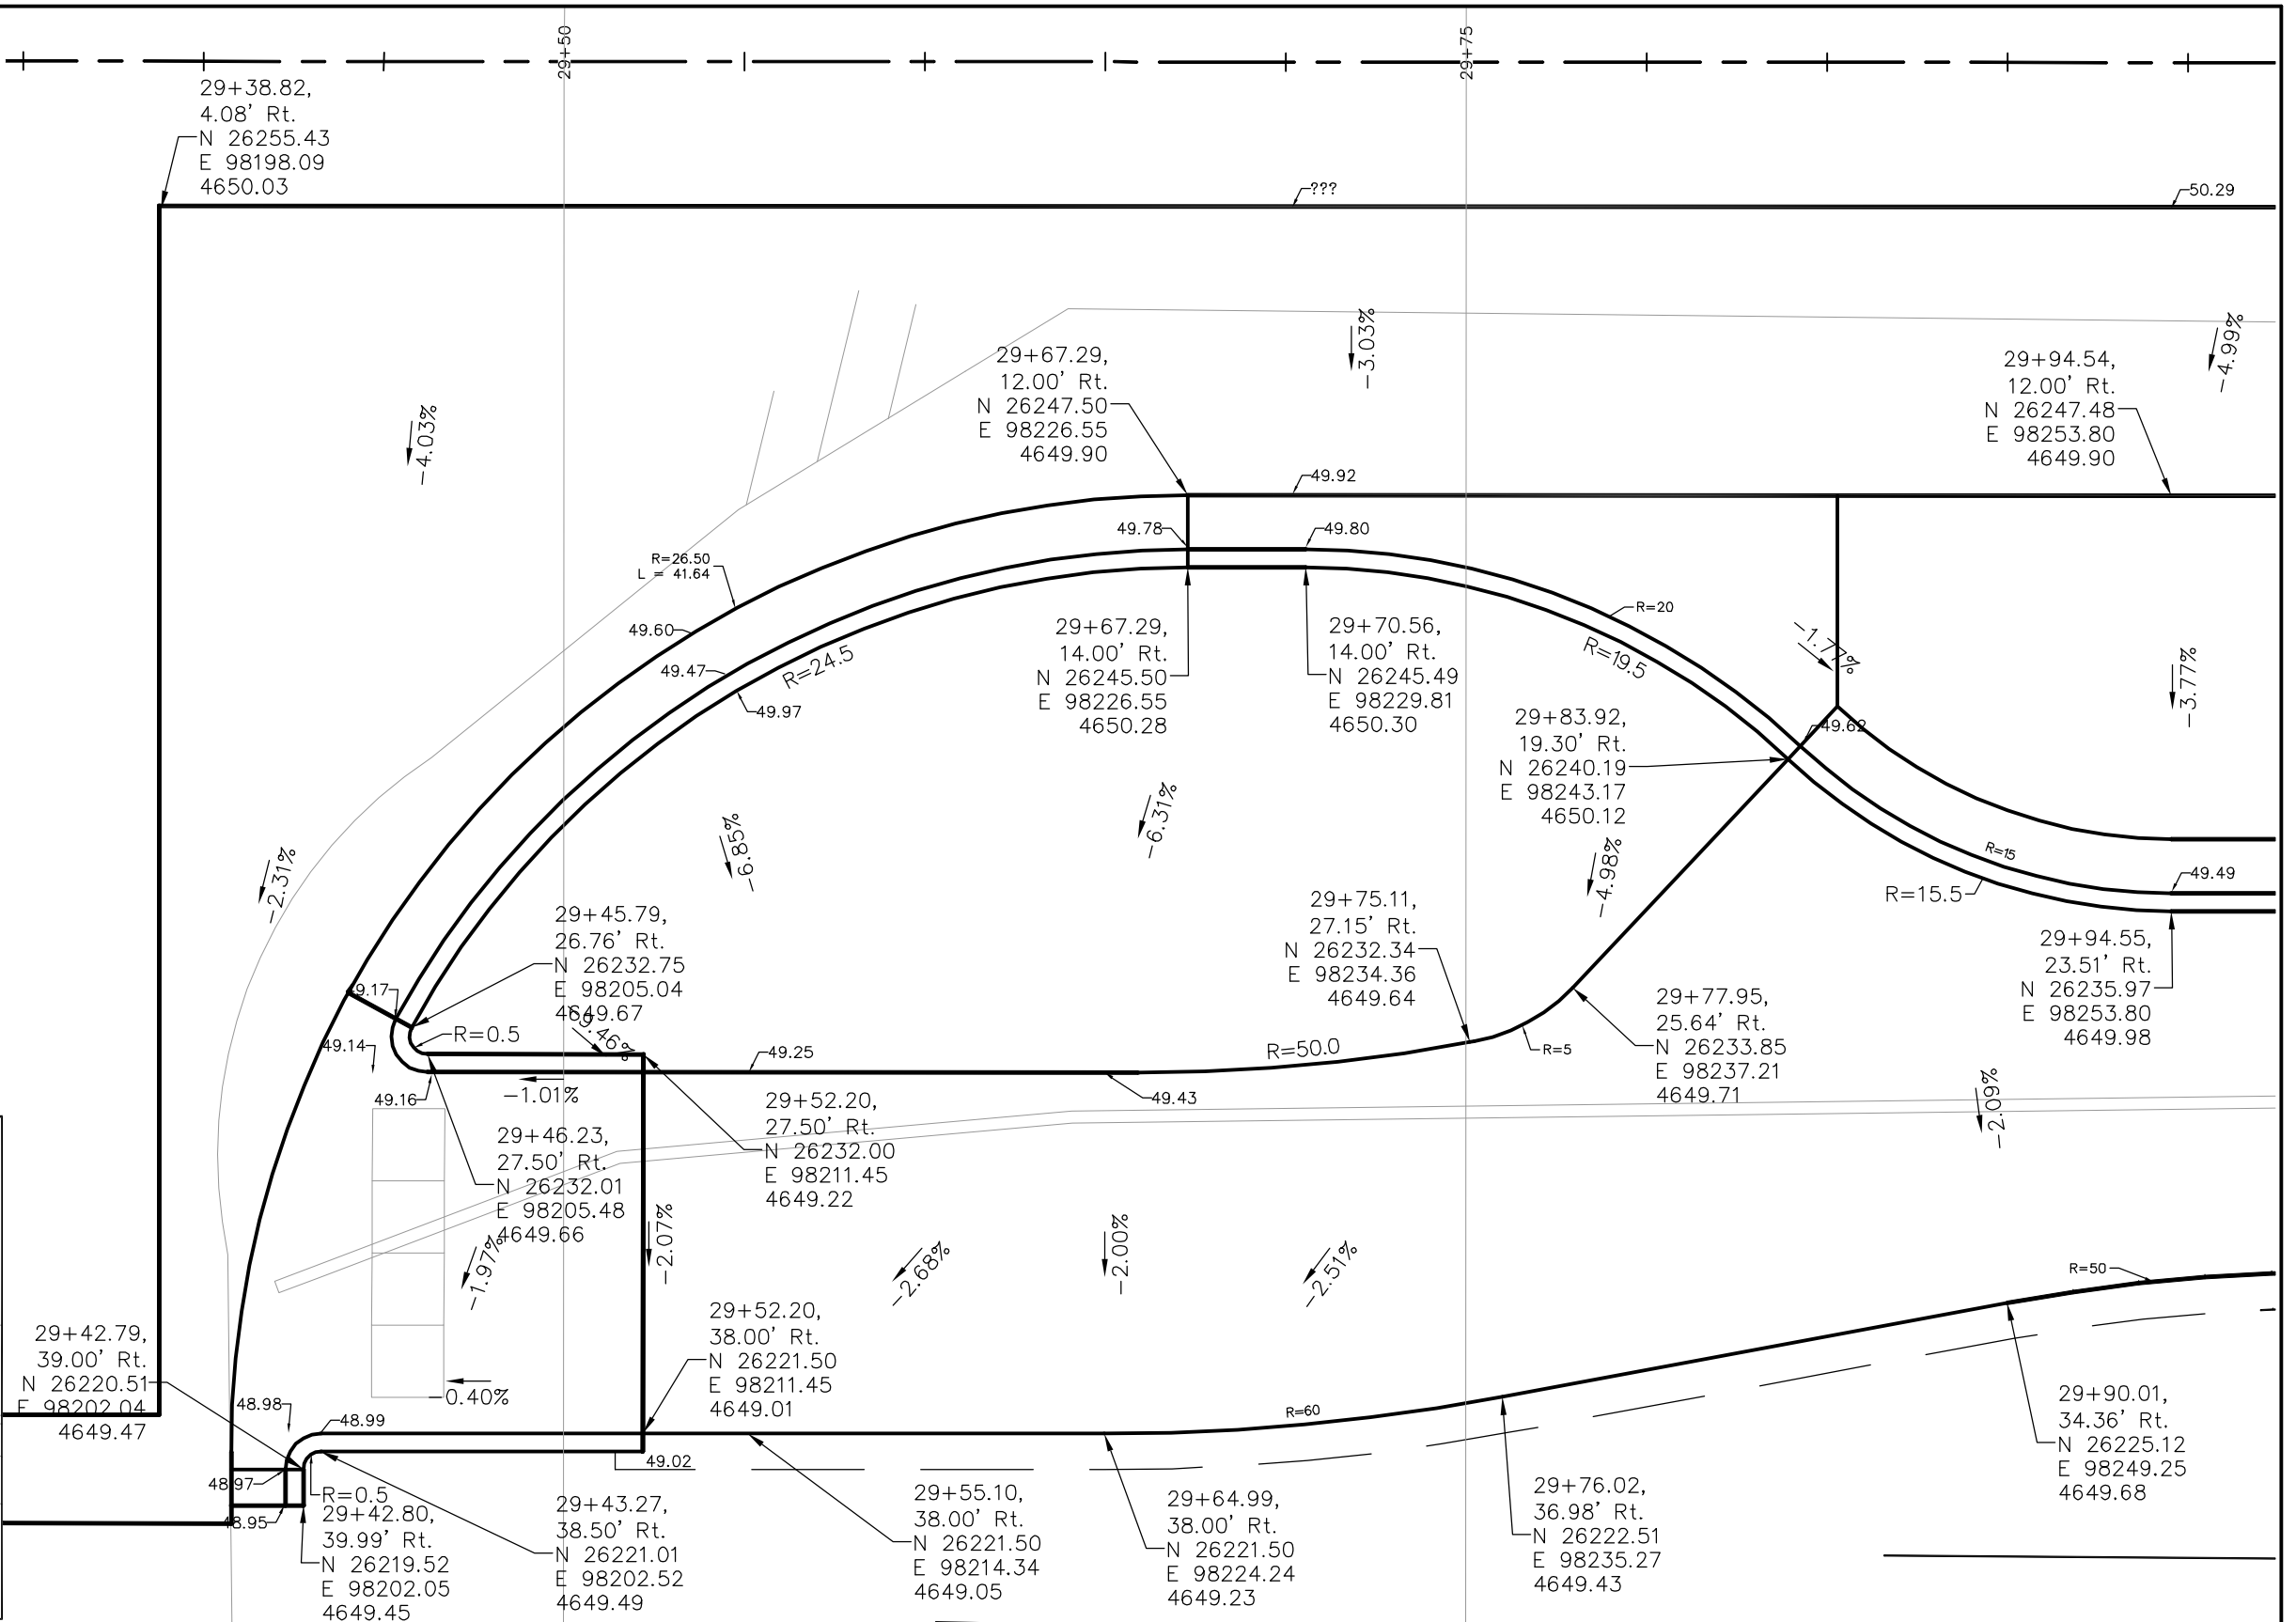 29+50
29+75
29+38.82,
4.08' Rt.
N 26255.43
E 98198.09
4650.03
???
50.29
-3.03%
-4.99%
29+67.29,
12.00' Rt.
N 26247.50
E 98226.55
4649.90
29+94.54,
12.00' Rt.
N 26247.48
E 98253.80
4649.90
-4.03%
49.92
49.78
49.80
R=26.50
L = 41.64
49.60
49.47
R=24.5
49.97
29+67.29,
14.00' Rt.
N 26245.50
E 98226.55
4650.28
29+70.56,
14.00' Rt.
N 26245.49
E 98229.81
4650.30
R=20
R=19.5
-1.77%
-3.77%
29+83.92,
19.30' Rt.
N 26240.19
E 98243.17
4650.12
49.62
-6.31%
-6.85%
-4.98%
-2.31%
R=15
R=15.5
49.49
29+45.79,
26.76' Rt.
N 26232.75
E 98205.04
4649.67
29+75.11,
27.15' Rt.
N 26232.34
E 98234.36
4649.64
29+94.55,
23.51' Rt.
N 26235.97
E 98253.80
4649.98
49.17
R=0.5
49.14
49.25
R=50.0
R=5
29+77.95,
25.64' Rt.
N 26233.85
E 98237.21
4649.71
49.16
-1.01%
49.43
-2.09%
29+52.20,
27.50' Rt.
N 26232.00
E 98211.45
4649.22
29+46.23,
27.50' Rt.
N 26232.01
E 98205.48
4649.66
-1.97%
-2.07%
-2.68%
-2.00%
-2.51%
R=50
29+42.79,
39.00' Rt.
N 26220.51
E 98202.04
4649.47
29+52.20,
38.00' Rt.
N 26221.50
E 98211.45
4649.01
-0.40%
48.98
48.99
R=60
29+90.01,
34.36' Rt.
N 26225.12
E 98249.25
4649.68
49.02
48.97
R=0.5
48.95
29+42.80,
39.99' Rt.
N 26219.52
E 98202.05
4649.45
29+43.27,
38.50' Rt.
N 26221.01
E 98202.52
4649.49
29+55.10,
38.00' Rt.
N 26221.50
E 98214.34
4649.05
29+64.99,
38.00' Rt.
N 26221.50
E 98224.24
4649.23
29+76.02,
36.98' Rt.
N 26222.51
E 98235.27
4649.43